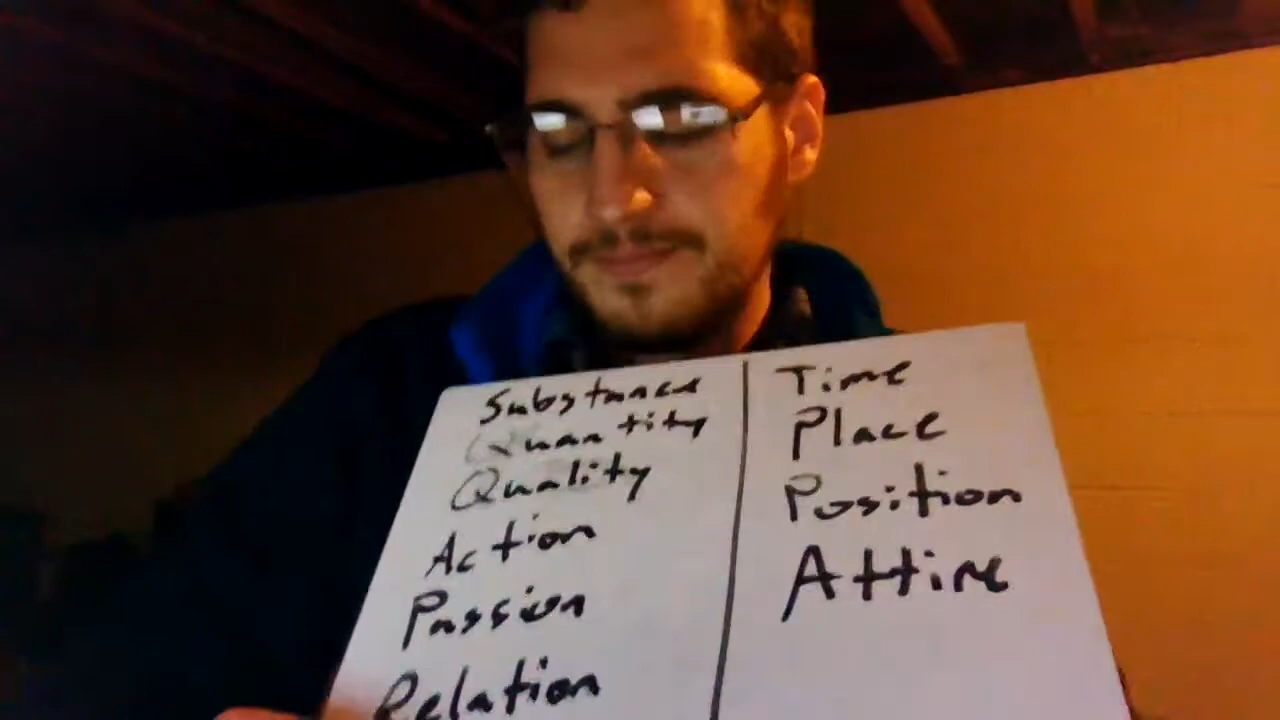 Substance
Quantity
Quality
Action
Passion
Relation
Time
Place
Position
Attire